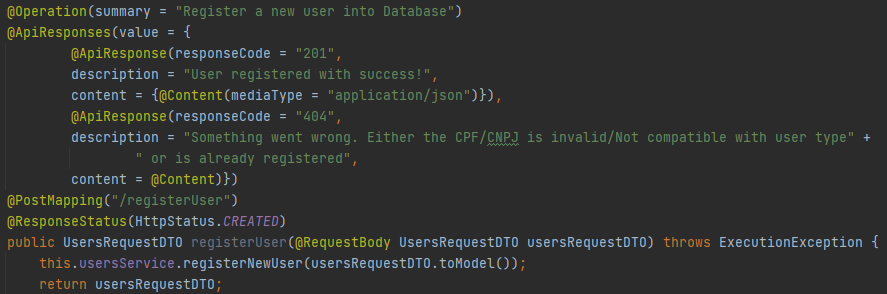 @Operation(summary = "Register a new user into Database")
@ApiResponses(value = {
        @ApiResponse(responseCode = "201",
        description = "User registered with success!",
        content = {@Content(mediaType = "application/json")}),
        @ApiResponse(responseCode = "404",
        description = "Something went wrong. Either the CPF/CNPJ is invalid/Not compatible with user type" +
                " or is already registered",
        content = @Content)})
@PostMapping("/registerUser")
@ResponseStatus(HttpStatus.CREATED)
public UsersRequestDTO registerUser(@RequestBody UsersRequestDTO usersRequestDTO) throws ExecutionException {
    this.usersService.registerNewUser(usersRequestDTO.toModel());
    return usersRequestDTO;